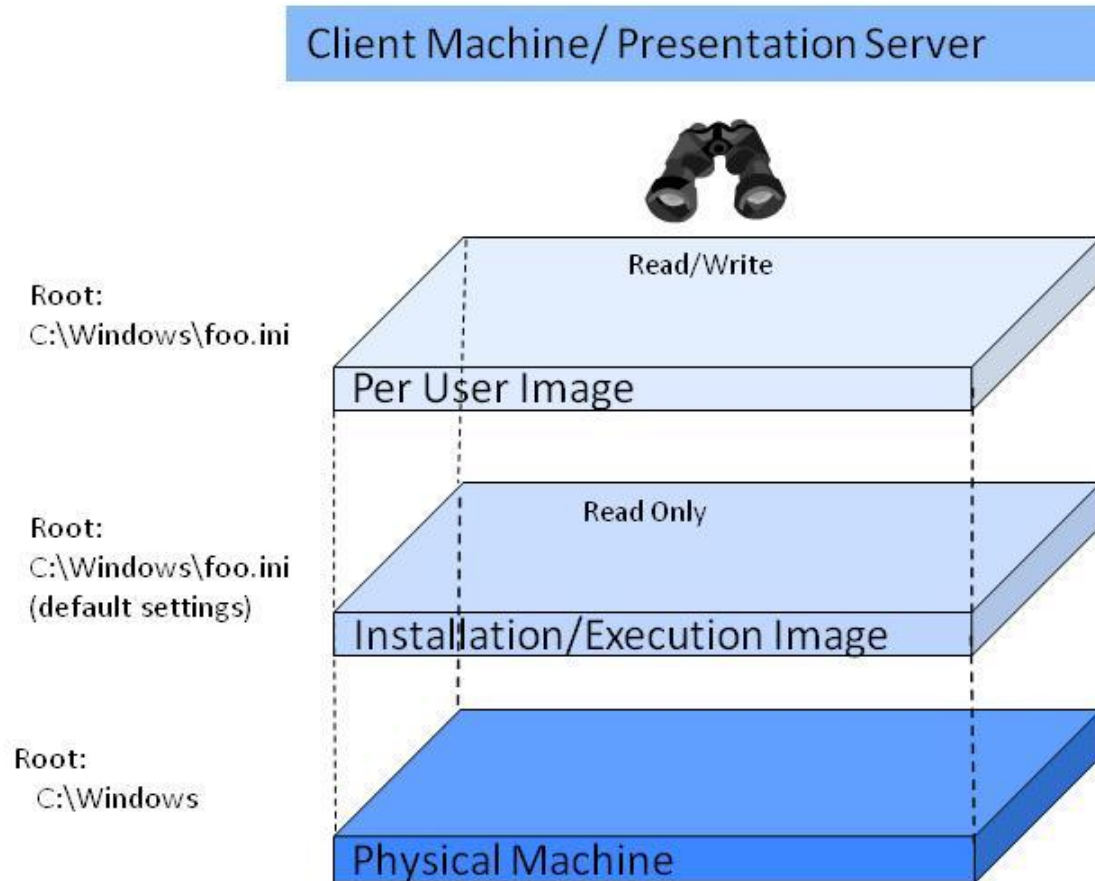 Client Machine/ Presentation Server
Read/Write
Root:
C:\Windows\foo.ini
Per User Image
Read Only
Root:
C:\Windows\foo.ini
(default settings)
Installation/Execution Image
Root:
C:\Windows
Physical Machine